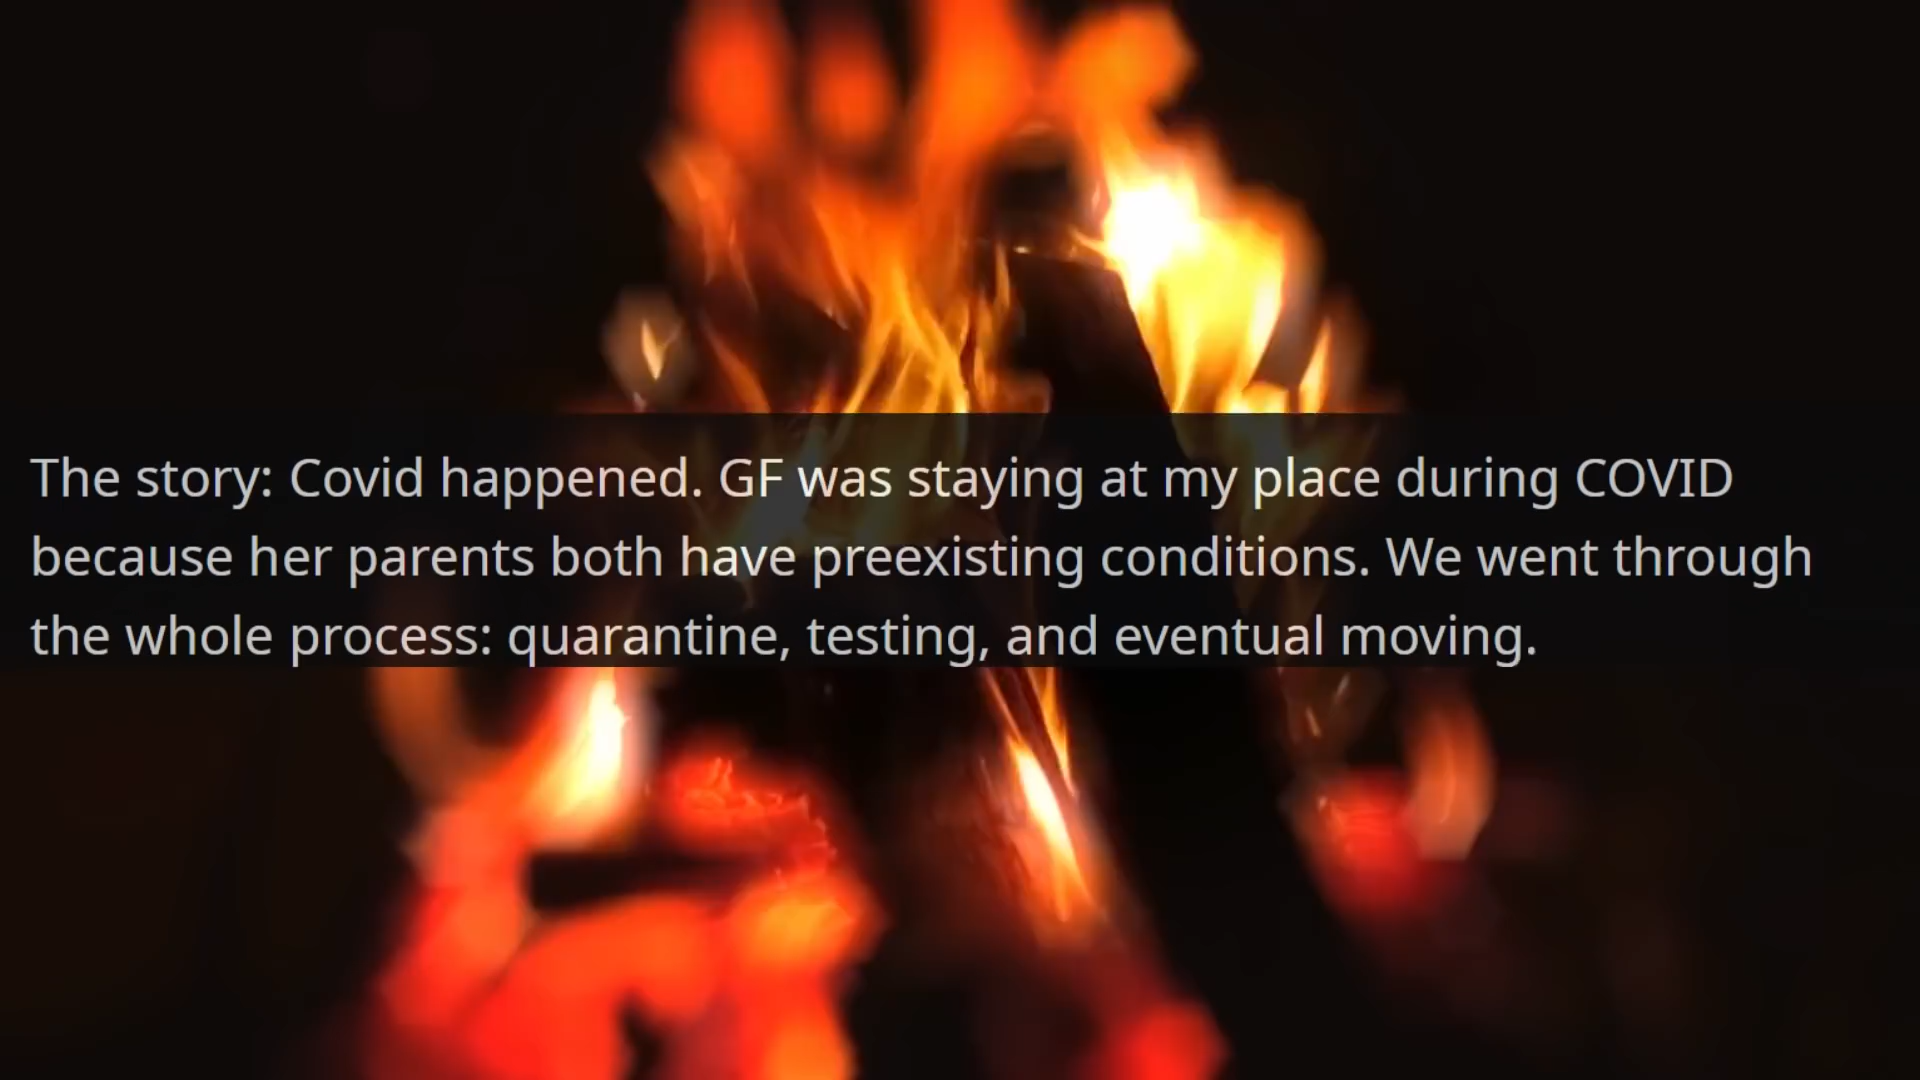 The story: Covid happened. GF was staying at my place during COVID
because her parents both have preexisting conditions. We went through
the whole process: quarantine, testing, and eventual moving.